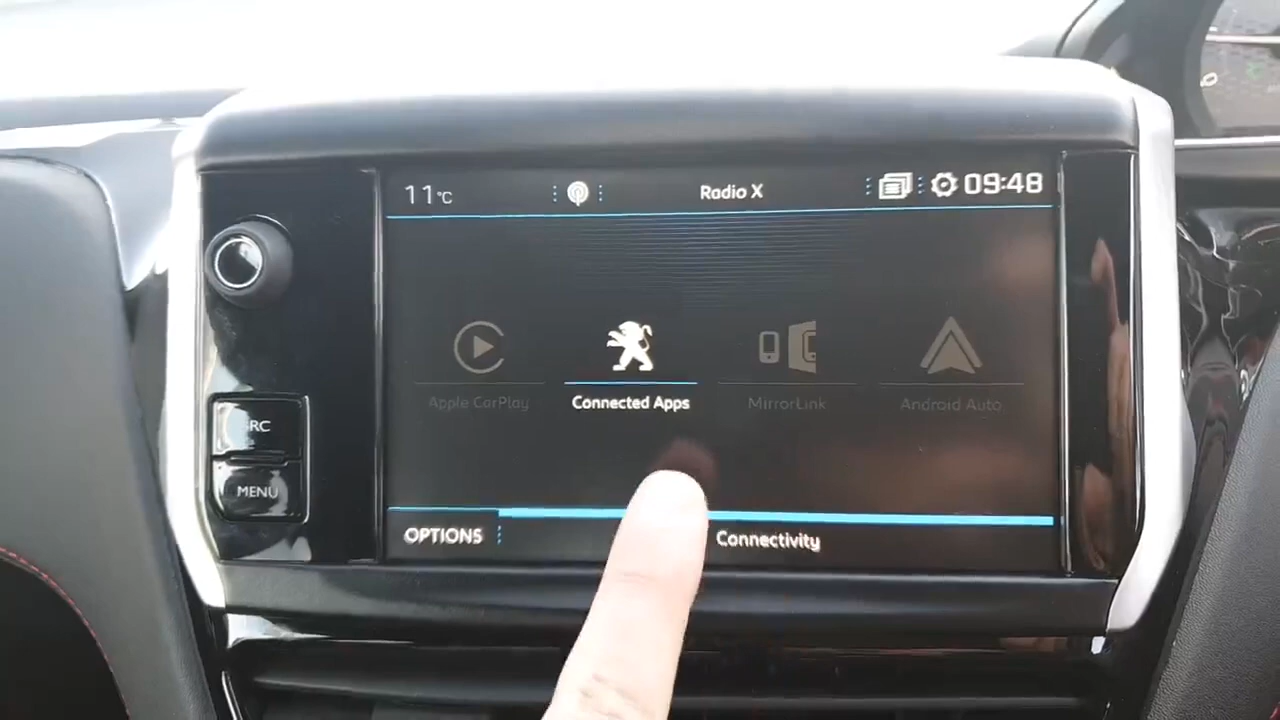 11°C Radio X 09:48
Apple CarPlay Connected Apps MirrorLink Android Auto
SRC
MENU
OPTIONS Connectivity